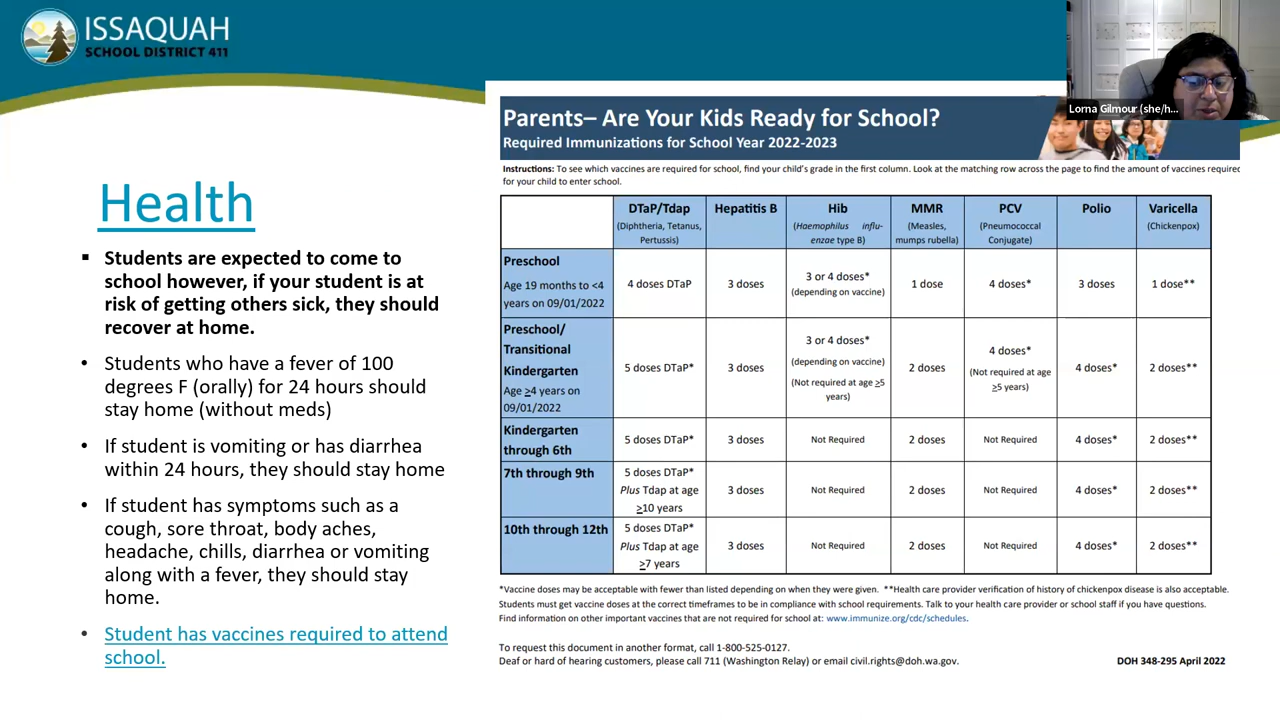 ISSAQUAH
SCHOOL DISTRICT 411
Lorna Gilmour (she/h...
Health
▪ Students are expected to come to
school however, if your student is at
risk of getting others sick, they should
recover at home.
• Students who have a fever of 100
degrees F (orally) for 24 hours should
stay home (without meds)
• If student is vomiting or has diarrhea
within 24 hours, they should stay home
• If student has symptoms such as a
cough, sore throat, body aches,
headache, chills, diarrhea or vomiting
along with a fever, they should stay
home.
• Student has vaccines required to attend
school.
Parents– Are Your Kids Ready for School?
Required Immunizations for School Year 2022-2023
Instructions: To see which vaccines are required for school, find your child's grade in the first column. Look at the matching row across the page to find the amount of vaccines required
for your child to enter school.
DTaP/Tdap Hepatitis B Hib MMR PCV Polio Varicella
(Diphtheria, Tetanus, (Haemophilus influ- (Measles, (Pneumococcal (Chickenpox)
Pertussis) enzae type B) mumps rubella) Conjugate)
Preschool
Age 19 months to <4
years on 09/01/2022
4 doses DTaP
3 doses
3 or 4 doses*
(depending on vaccine)
1 dose
4 doses*
3 doses
1 dose**
Preschool/
Transitional
Kindergarten
Age ≥4 years on
09/01/2022
5 doses DTaP*
3 doses
3 or 4 doses*
(depending on vaccine)
(Not required at age ≥5
years)
2 doses
4 doses*
(Not required at age
≥5 years)
4 doses*
2 doses**
Kindergarten
through 6th
5 doses DTaP*
3 doses
Not Required
2 doses
Not Required
4 doses*
2 doses**
7th through 9th
5 doses DTaP*
Plus Tdap at age
≥10 years
3 doses
Not Required
2 doses
Not Required
4 doses*
2 doses**
10th through 12th
5 doses DTaP*
Plus Tdap at age
≥7 years
3 doses
Not Required
2 doses
Not Required
4 doses*
2 doses**
*Vaccine doses may be acceptable with fewer than listed depending on when they were given. **Health care provider verification of history of chickenpox disease is also acceptable.
Students must get vaccine doses at the correct timeframes to be in compliance with school requirements. Talk to your health care provider or school staff if you have questions.
Find information on other important vaccines that are not required for school at: www.immunize.org/cdc/schedules.
To request this document in another format, call 1-800-525-0127.
Deaf or hard of hearing customers, please call 711 (Washington Relay) or email civil.rights@doh.wa.gov.
DOH 348-295 April 2022